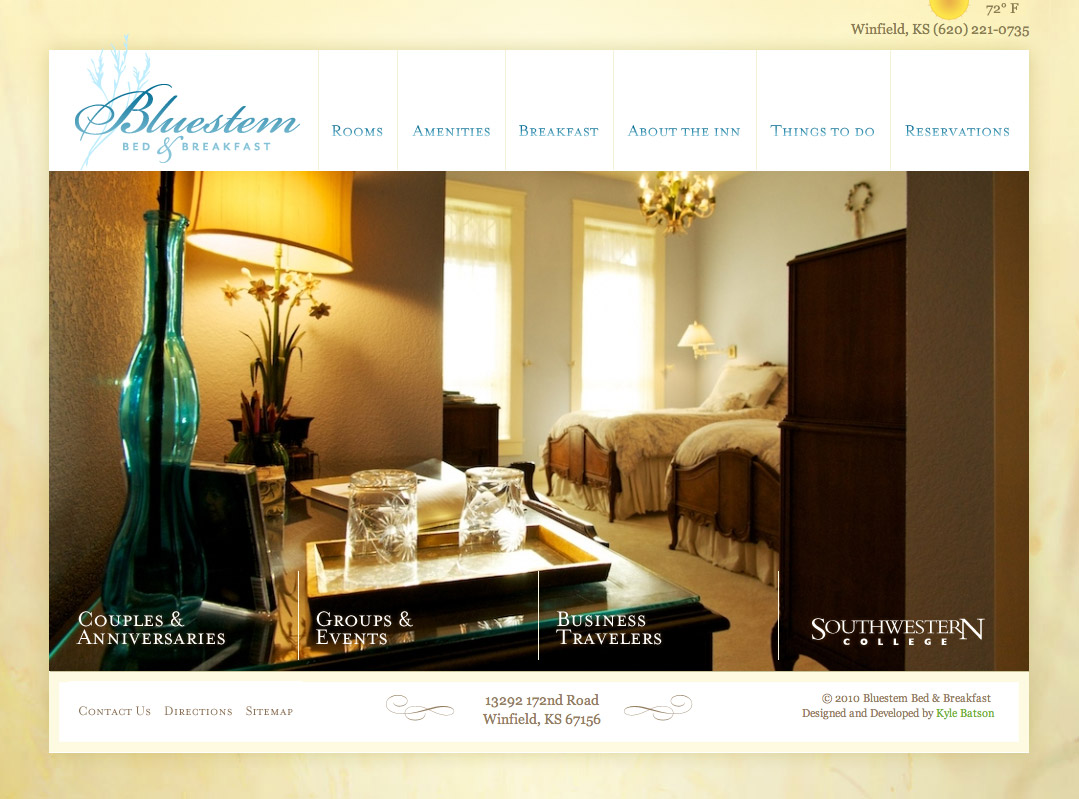 72° F
Winfield, KS (620) 221-0735
Bluestem
BED & BREAKFAST
Rooms
Amenities
Breakfast
About the inn
Things to do
Reservations
Couples &
Anniversaries
Groups &
Events
Business
Travelers
Southwestern
COLLEGE
Contact Us
Directions
Sitemap
13292 172nd Road
Winfield, KS 67156
© 2010 Bluestem Bed & Breakfast
Designed and Developed by Kyle Batson